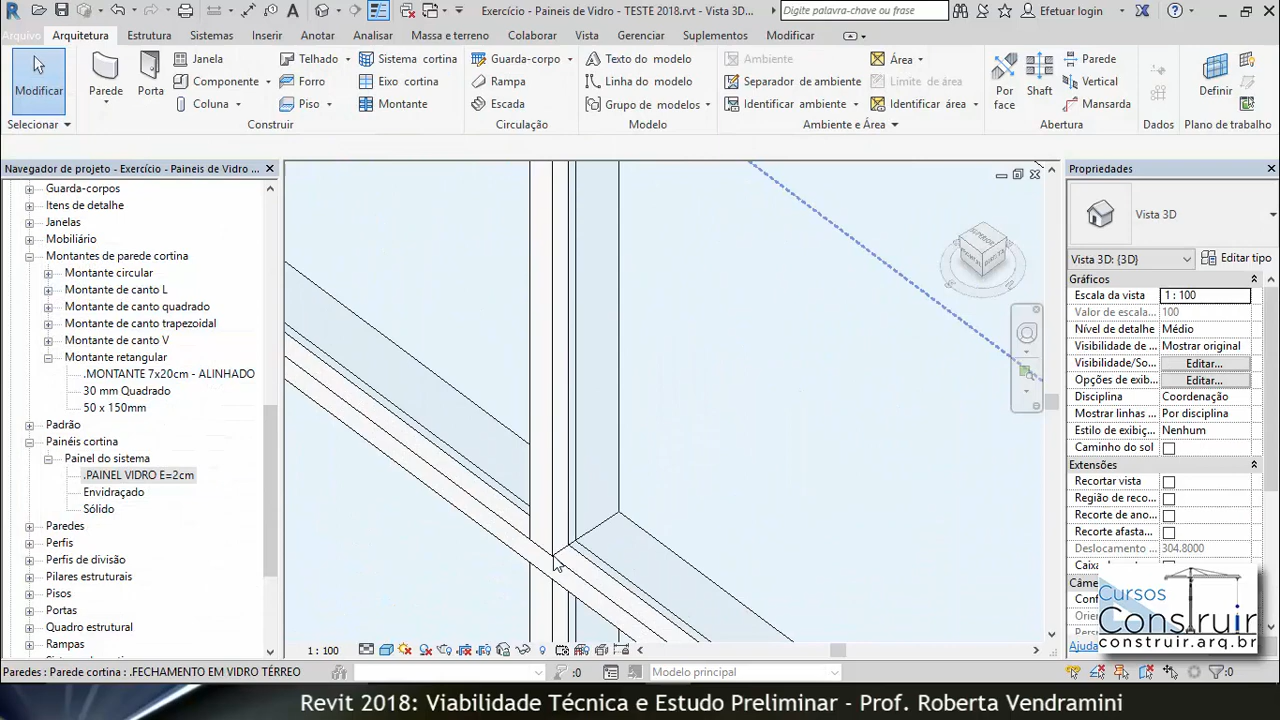 Exercício - Paineis de Vidro - TESTE 2018.rvt - Vista 3D...
Digite palavra-chave ou frase
Efetuar login
Arquivo Arquitetura Estrutura Sistemas Inserir Anotar Analisar Massa e terreno Colaborar Vista Gerenciar Suplementos Modificar
Modificar
Parede
Porta
Janela
Componente
Coluna
Telhado
Forro
Piso
Sistema cortina
Eixo cortina
Montante
Guarda-corpo
Rampa
Escada
Texto do modelo
Linha do modelo
Grupo de modelos
Ambiente
Separador de ambiente
Identificar ambiente
Área
Limite de área
Identificar área
Por face
Shaft
Parede
Vertical
Mansarda
Definir
Selecionar
Construir
Circulação
Modelo
Ambiente e Área
Abertura
Dados
Plano de trabalho
Navegador de projeto - Exercício - Paineis de Vidro ...
Guarda-corpos
Itens de detalhe
Janelas
Mobiliário
Montantes de parede cortina
Montante circular
Montante de canto L
Montante de canto quadrado
Montante de canto trapezoidal
Montante de canto V
Montante retangular
.MONTANTE 7x20cm - ALINHADO
30 mm Quadrado
50 x 150mm
Padrão
Painéis cortina
Painel do sistema
.PAINEL VIDRO E=2cm
Envidraçado
Sólido
Paredes
Perfis
Perfis de divisão
Pilares estruturais
Pisos
Portas
Quadro estrutural
Rampas
Propriedades
Vista 3D
Vista 3D: {3D}
Editar tipo
Gráficos
Escala da vista 1 : 100
Valor de escala... 100
Nível de detalhe Médio
Visibilidade de ... Mostrar original
Visibilidade/So... Editar...
Opções de exib... Editar...
Disciplina Coordenação
Mostrar linhas ... Por disciplina
Estilo de exibiç... Nenhum
Caminho do sol
Extensões
Recortar vista
Região de reco...
Recorte de ano...
Recorte afasta...
Deslocamento ... 304.8000
Cursos
Construir
construir.arq.br
1 : 100
Paredes : Parede cortina : .FECHAMENTO EM VIDRO TÉRREO
:0
Modelo principal
:0
Revit 2018: Viabilidade Técnica e Estudo Preliminar - Prof. Roberta Vendramini